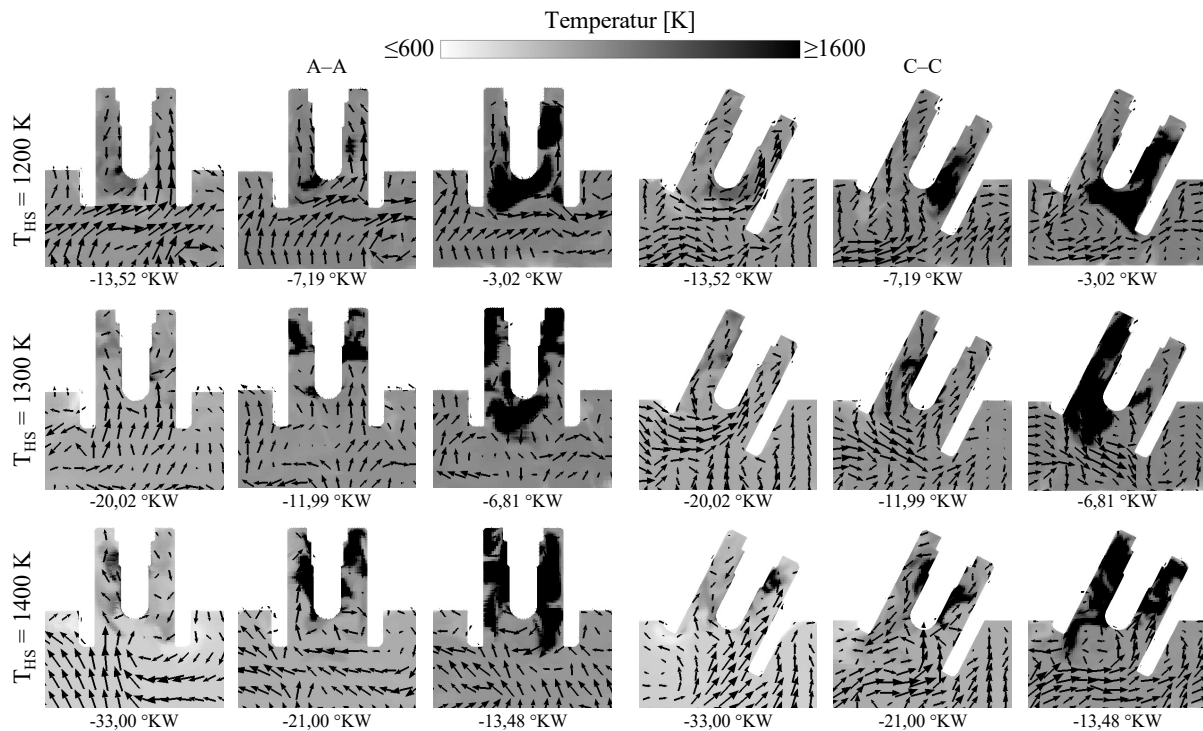 Temperatur [K]
≤600 ≥1600
A–A C–C
T_HS = 1200 K
-13,52 °KW -7,19 °KW -3,02 °KW -13,52 °KW -7,19 °KW -3,02 °KW
T_HS = 1300 K
-20,02 °KW -11,99 °KW -6,81 °KW -20,02 °KW -11,99 °KW -6,81 °KW
T_HS = 1400 K
-33,00 °KW -21,00 °KW -13,48 °KW -33,00 °KW -21,00 °KW -13,48 °KW